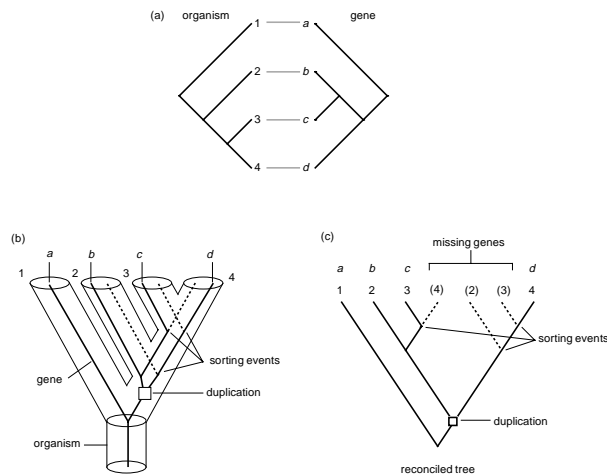 (a) organism gene
1 a
2 b
3 c
4 d
(b)
a b c d
1 2 3 4
sorting events
gene
duplication
organism
(c)
missing genes
a b c d
1 2 3 (4) (2) (3) 4
sorting events
duplication
reconciled tree